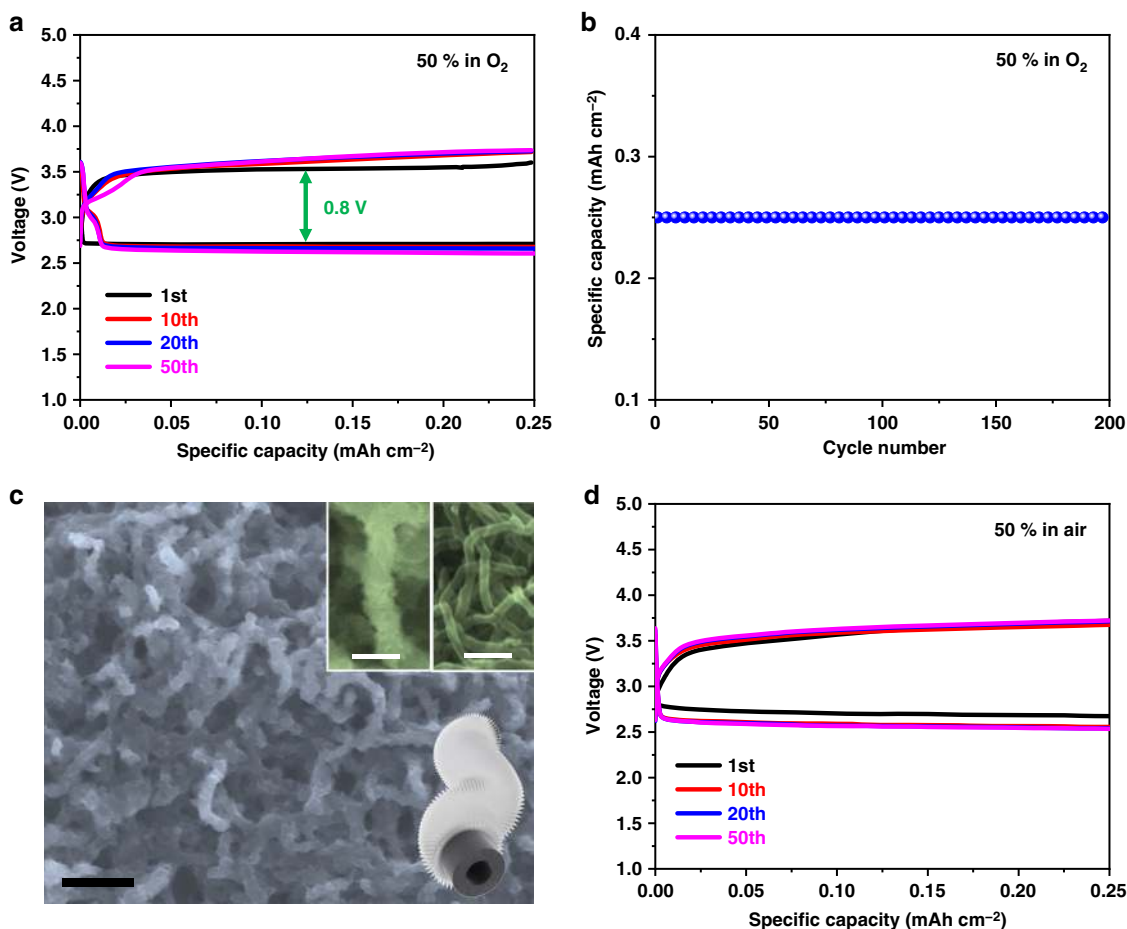 a
50 % in O₂
5.0
4.5
4.0
3.5
3.0
2.5
2.0
1.5
1.0
Voltage (V)
0.8 V
1st
10th
20th
50th
0.00 0.05 0.10 0.15 0.20 0.25
Specific capacity (mAh cm⁻²)
b
50 % in O₂
0.4
0.3
0.2
0.1
Specific capacity (mAh cm⁻²)
0 50 100 150 200
Cycle number
c
d
50 % in air
5.0
4.5
4.0
3.5
3.0
2.5
2.0
1.5
1.0
Voltage (V)
1st
10th
20th
50th
0.00 0.05 0.10 0.15 0.20 0.25
Specific capacity (mAh cm⁻²)